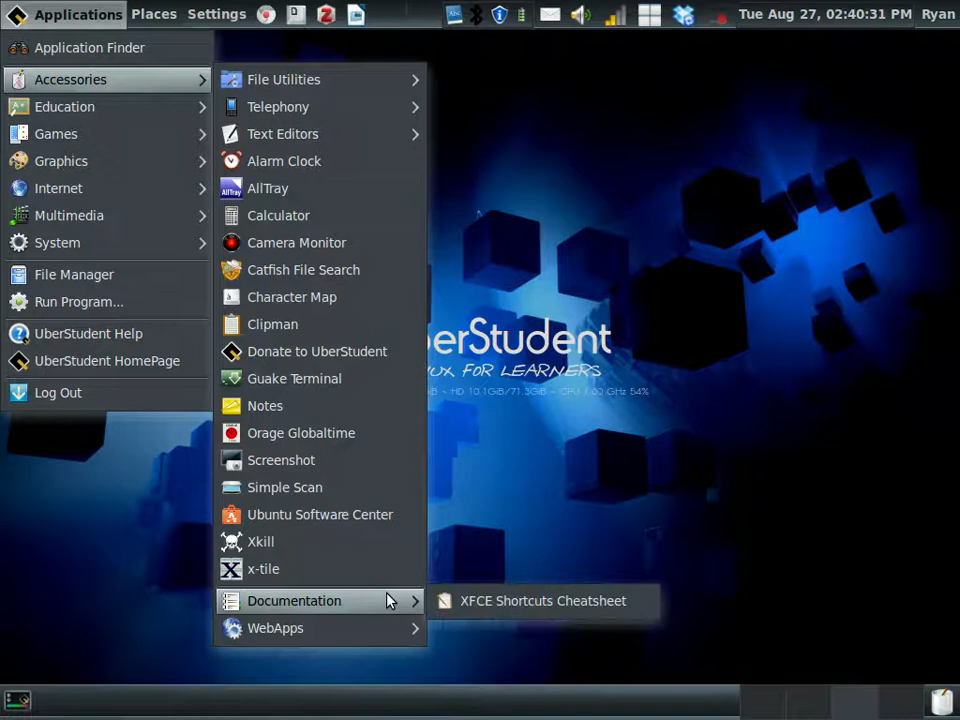 Applications Places Settings Tue Aug 27, 02:40:31 PM Ryan
Application Finder
Accessories
Education
Games
Graphics
Internet
Multimedia
System
File Manager
Run Program...
UberStudent Help
UberStudent HomePage
Log Out
File Utilities
Telephony
Text Editors
Alarm Clock
AllTray
Calculator
Camera Monitor
Catfish File Search
Character Map
Clipman
Donate to UberStudent
Guake Terminal
Notes
Orage Globaltime
Screenshot
Simple Scan
Ubuntu Software Center
Xkill
x-tile
Documentation
WebApps
XFCE Shortcuts Cheatsheet
berStudent
UX FOR LEARNERS